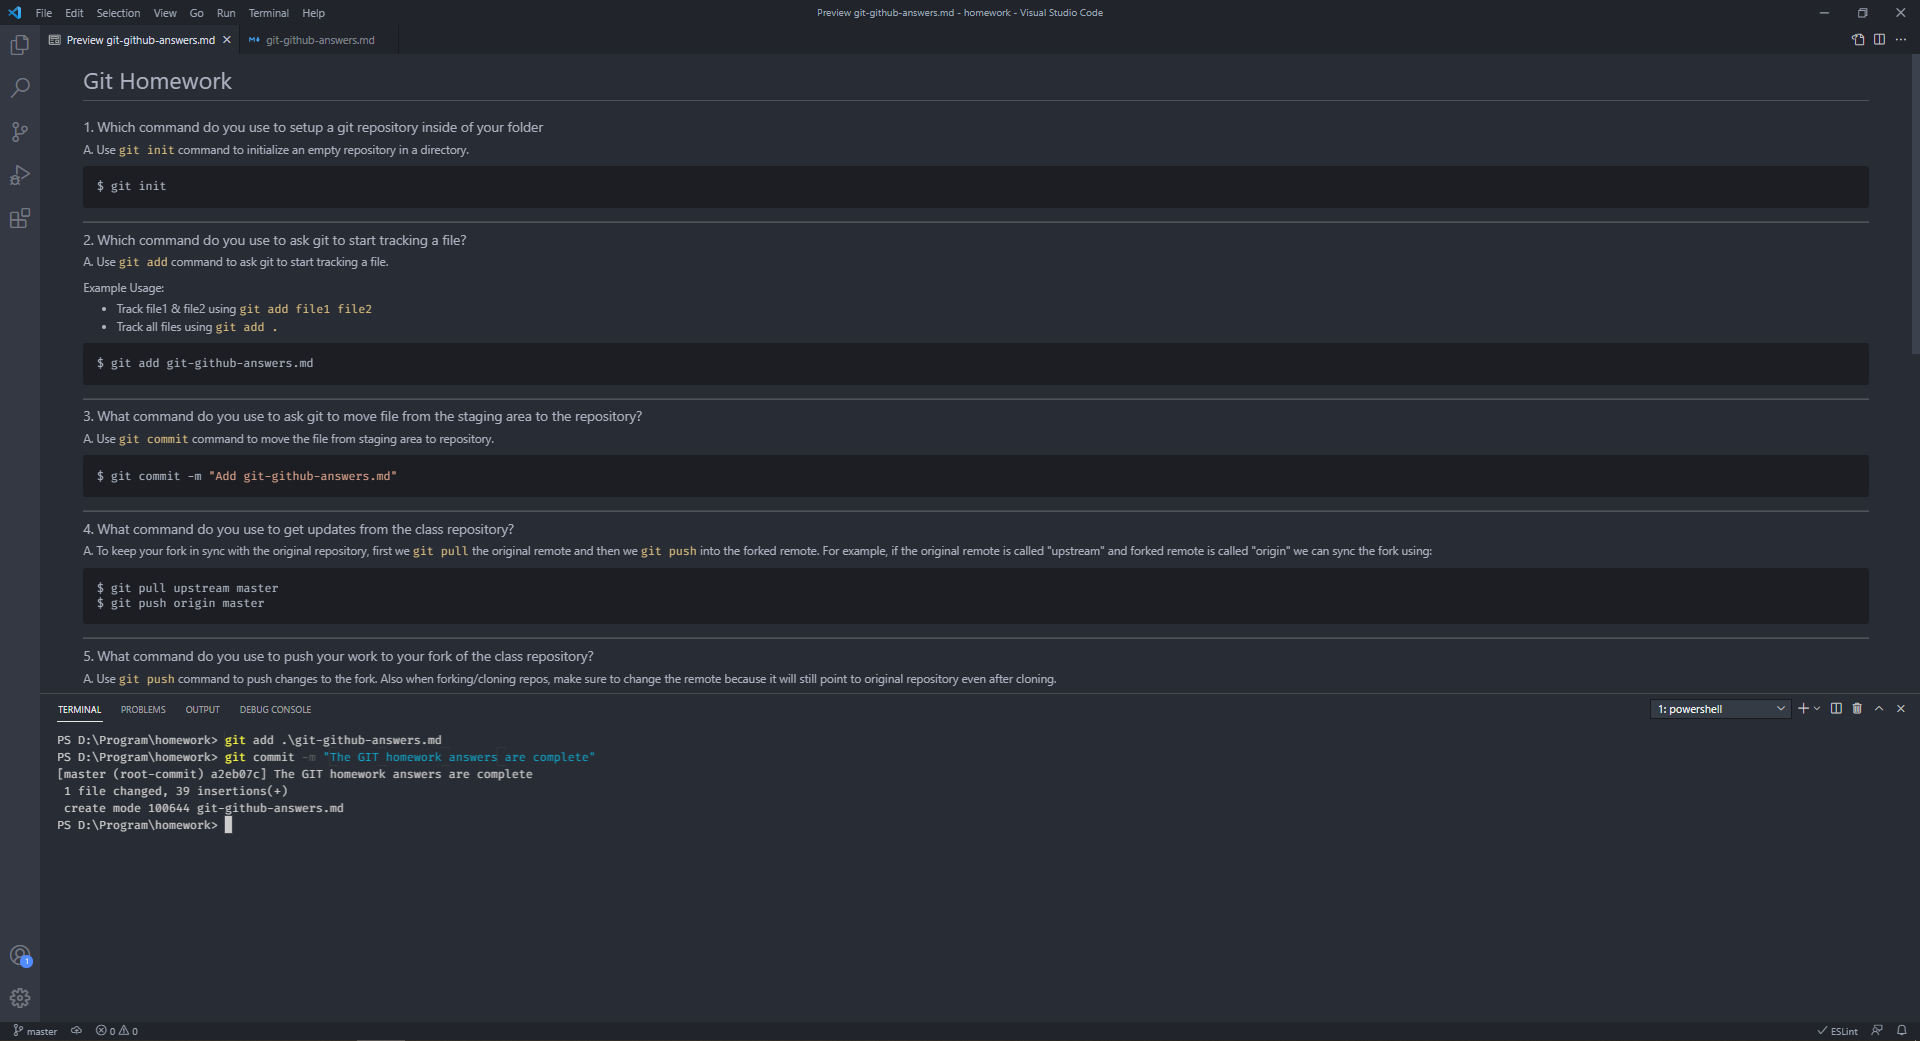 File Edit Selection View Go Run Terminal Help
Preview git-github-answers.md - homework - Visual Studio Code
Preview git-github-answers.md
git-github-answers.md
Git Homework
1. Which command do you use to setup a git repository inside of your folder
A. Use git init command to initialize an empty repository in a directory.
$ git init
2. Which command do you use to ask git to start tracking a file?
A. Use git add command to ask git to start tracking a file.
Example Usage:
• Track file1 & file2 using git add file1 file2
• Track all files using git add .
$ git add git-github-answers.md
3. What command do you use to ask git to move file from the staging area to the repository?
A. Use git commit command to move the file from staging area to repository.
$ git commit -m "Add git-github-answers.md"
4. What command do you use to get updates from the class repository?
A. To keep your fork in sync with the original repository, first we git pull the original remote and then we git push into the forked remote. For example, if the original remote is called "upstream" and forked remote is called "origin" we can sync the fork using:
$ git pull upstream master
$ git push origin master
5. What command do you use to push your work to your fork of the class repository?
A. Use git push command to push changes to the fork. Also when forking/cloning repos, make sure to change the remote because it will still point to original repository even after cloning.
TERMINAL PROBLEMS OUTPUT DEBUG CONSOLE
1: powershell
PS D:\Program\homework> git add .\git-github-answers.md
PS D:\Program\homework> git commit -m "The GIT homework answers are complete"
[master (root-commit) a2eb07c] The GIT homework answers are complete
1 file changed, 39 insertions(+)
create mode 100644 git-github-answers.md
PS D:\Program\homework>
1
master 0 0
ESLint